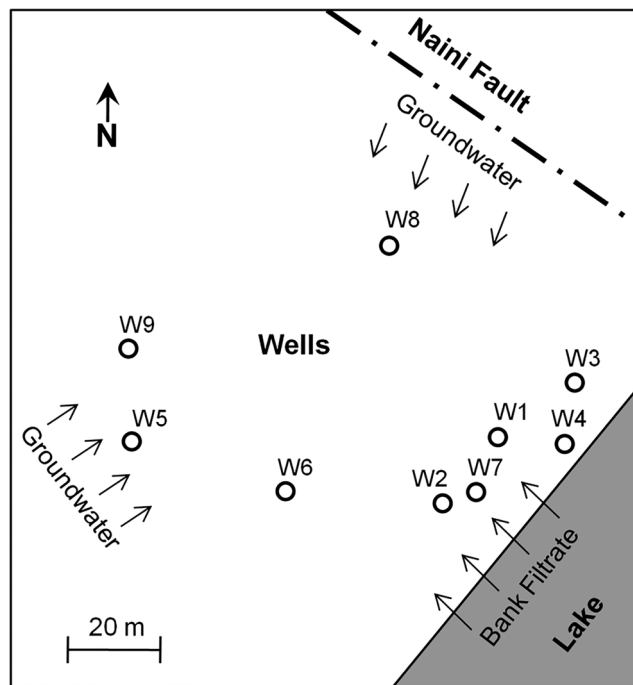 Naini Fault
Groundwater
N
W8
W9
Wells
W3
W5
W1
W4
Groundwater
W6
W2
W7
Bank Filtrate
Lake
20 m